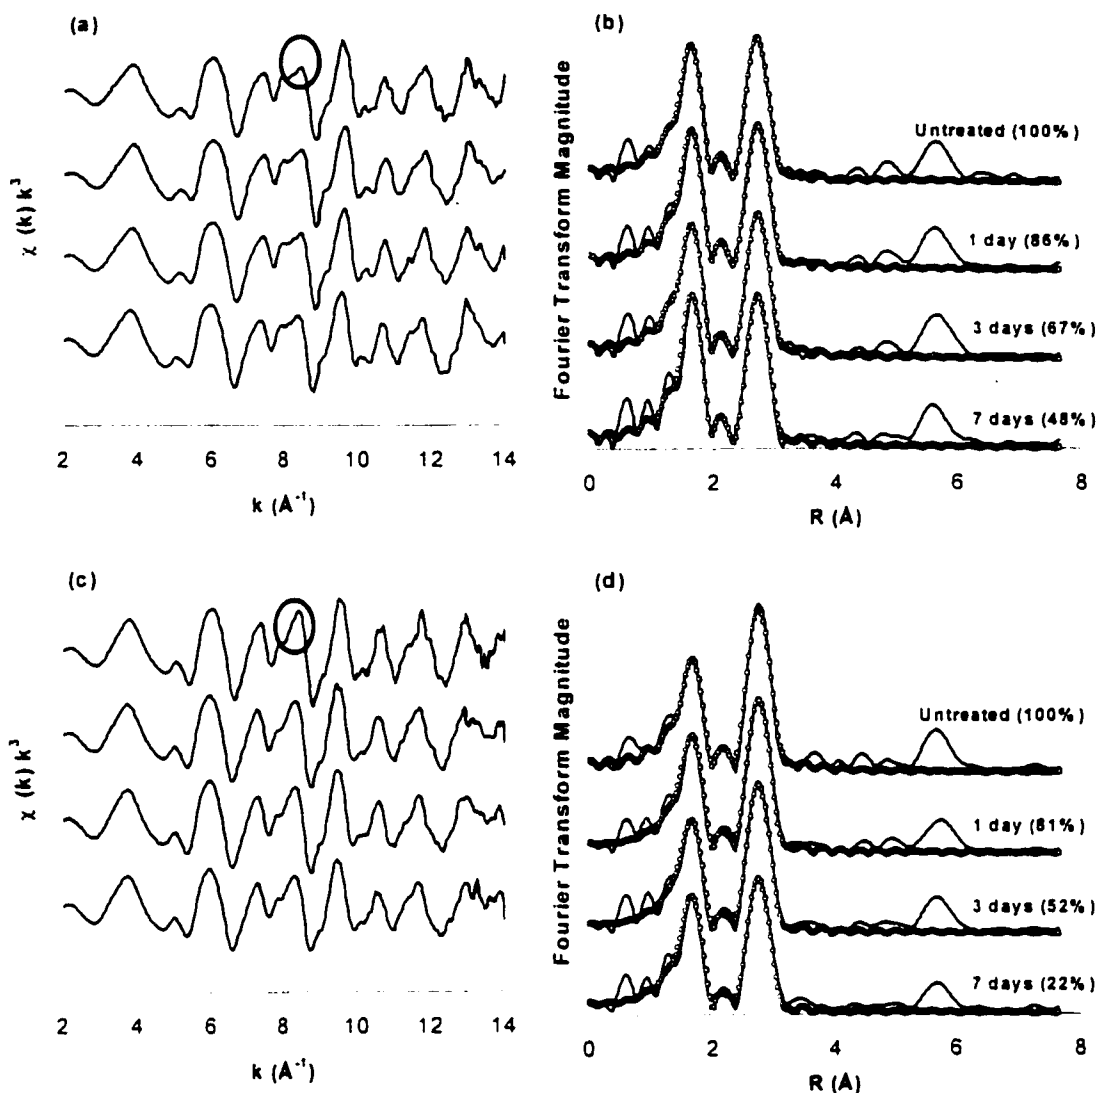 (a)
χ (k) k³
2 4 6 8 10 12 14
k (Å⁻¹)
(b)
Fourier Transform Magnitude
Untreated (100%)
1 day (86%)
3 days (67%)
7 days (48%)
0 2 4 6 8
R (Å)
(c)
χ (k) k³
2 4 6 8 10 12 14
k (Å⁻¹)
(d)
Fourier Transform Magnitude
Untreated (100%)
1 day (81%)
3 days (52%)
7 days (22%)
0 2 4 6 8
R (Å)